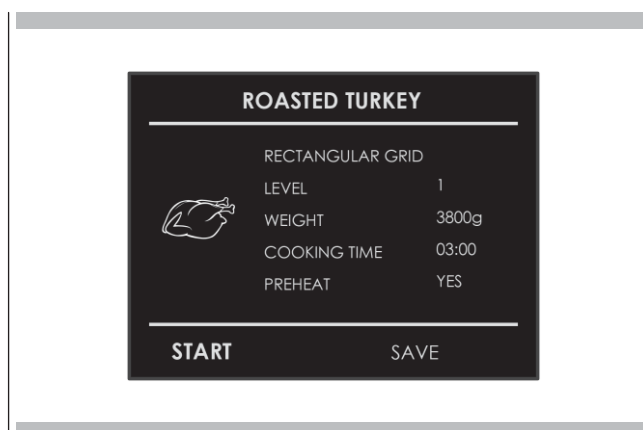 ROASTED TURKEY
RECTANGULAR GRID
LEVEL 1
WEIGHT 3800g
COOKING TIME 03:00
PREHEAT YES
START SAVE